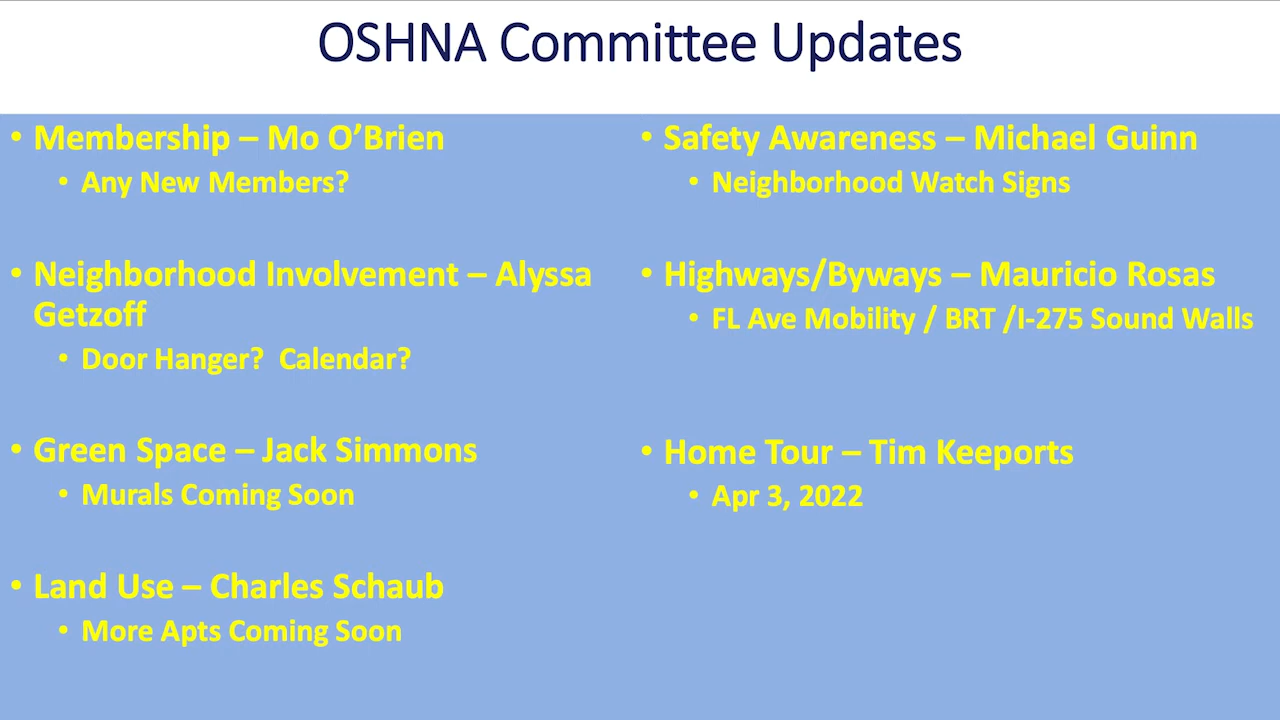 OSHNA Committee Updates
• Membership – Mo O’Brien
• Any New Members?
• Neighborhood Involvement – Alyssa
Getzoff
• Door Hanger?  Calendar?
• Green Space – Jack Simmons
• Murals Coming Soon
• Land Use – Charles Schaub
• More Apts Coming Soon
• Safety Awareness – Michael Guinn
• Neighborhood Watch Signs
• Highways/Byways – Mauricio Rosas
• FL Ave Mobility / BRT /I-275 Sound Walls
• Home Tour – Tim Keeports
• Apr 3, 2022